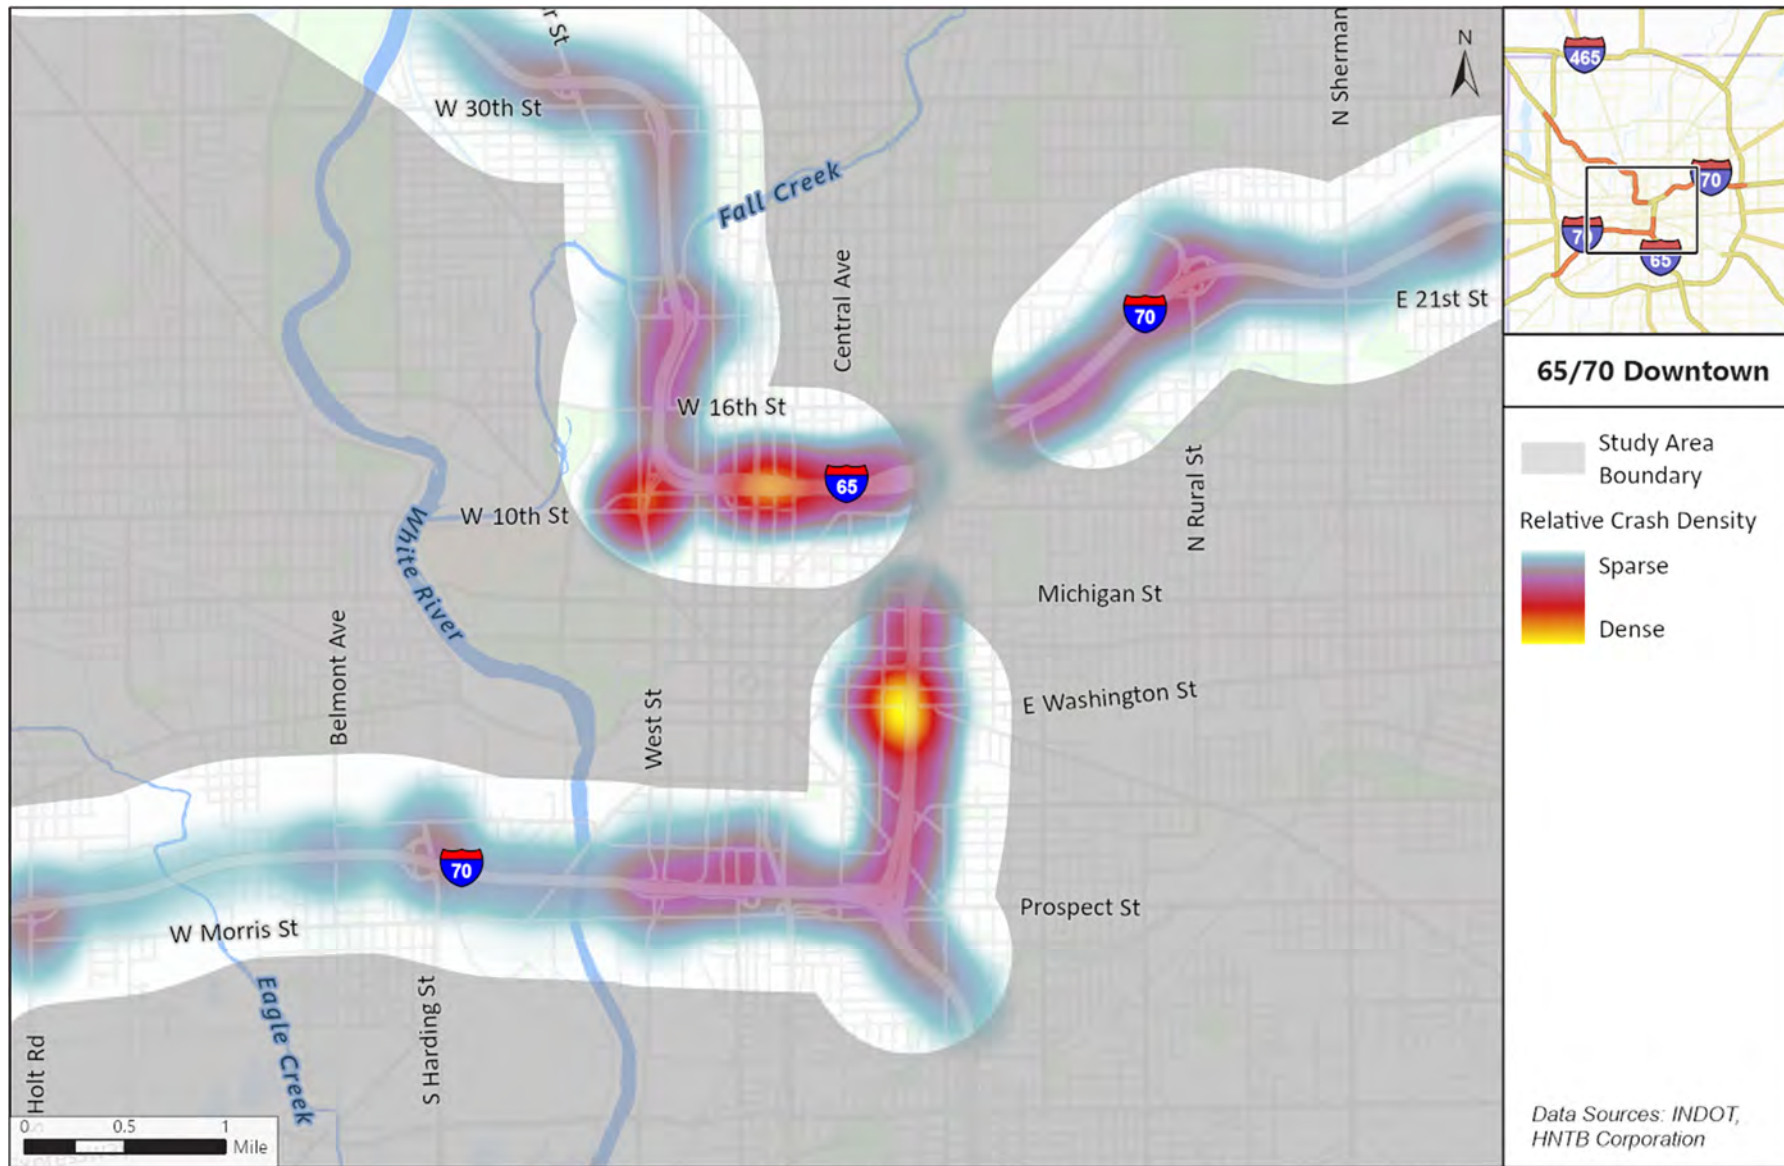 r St
N Sherman
N
W 30th St
Fall Creek
Central Ave
70
E 21st St
W 16th St
65
W 10th St
N Rural St
White River
Michigan St
Belmont Ave
E Washington St
West St
70
W Morris St
Prospect St
Eagle Creek
S Harding St
Holt Rd
0 0.5 1
Mile
465
70
70
65
65/70 Downtown
Study Area
Boundary
Relative Crash Density
Sparse
Dense
Data Sources: INDOT,
HNTB Corporation